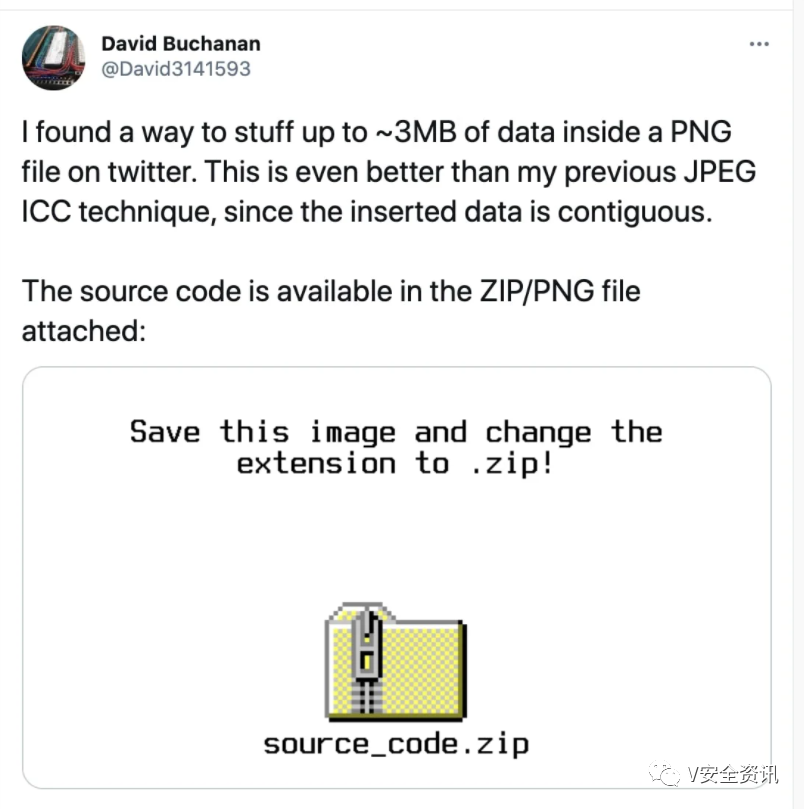 David Buchanan
@David3141593
I found a way to stuff up to ~3MB of data inside a PNG
file on twitter. This is even better than my previous JPEG
ICC technique, since the inserted data is contiguous.
The source code is available in the ZIP/PNG file
attached:
Save this image and change the
extension to .zip!
source_code.zip
V安全资讯